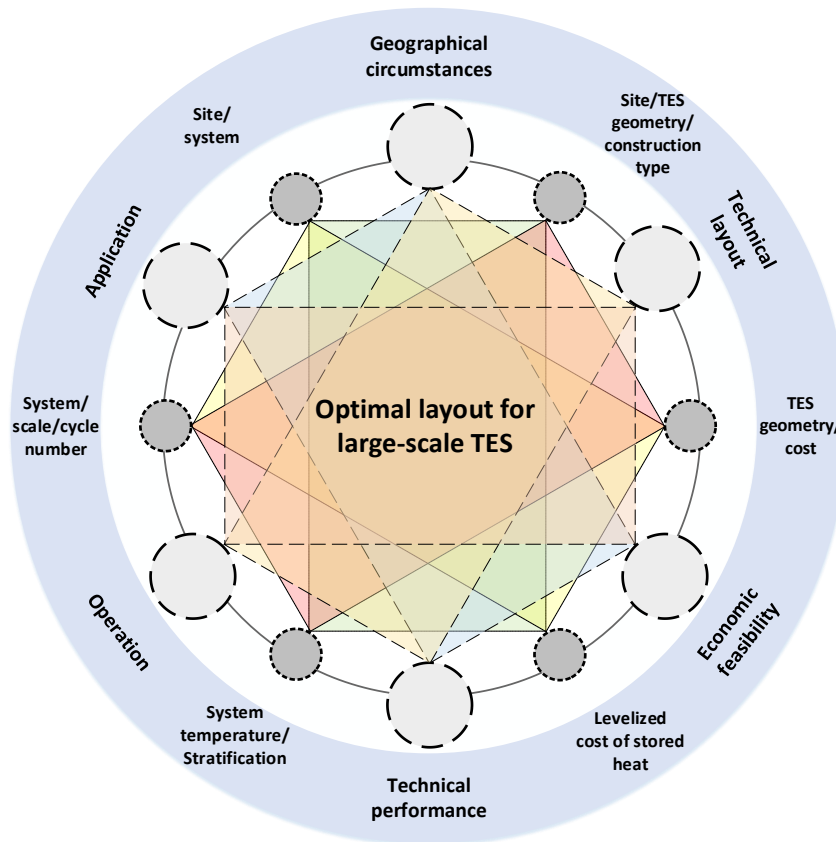 Geographical
circumstances
Site/
system
Site/TES
geometry/
construction
type
Technical
layout
Application
System/
scale/cycle
number
Optimal layout for
large-scale TES
TES
geometry/
cost
Operation
Economic
feasibility
System
temperature/
Stratification
Levelized
cost of stored
heat
Technical
performance